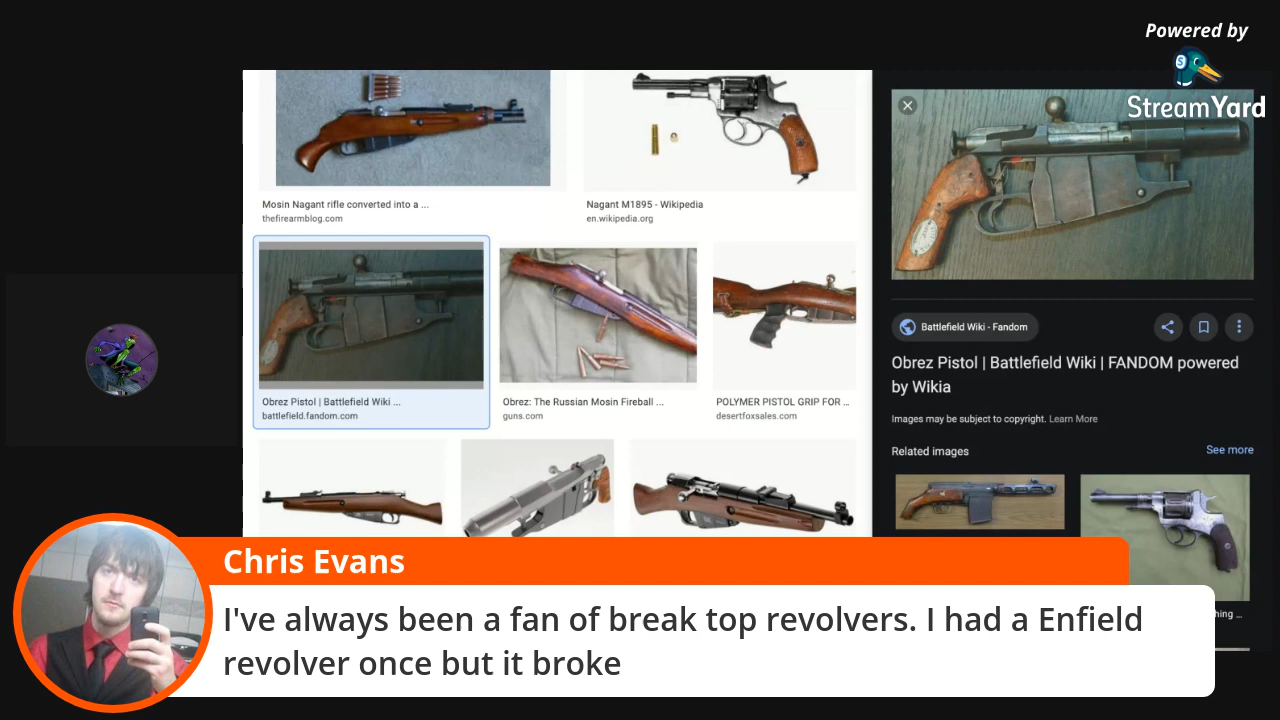 Powered by
StreamYard
Mosin Nagant rifle converted into a ...
thefirearmblog.com
Nagant M1895 - Wikipedia
en.wikipedia.org
Obrez Pistol | Battlefield Wiki ...
battlefield.fandom.com
Obrez: The Russian Mosin Fireball ...
guns.com
POLYMER PISTOL GRIP FOR ...
desertfoxsales.com
Battlefield Wiki - Fandom
Obrez Pistol | Battlefield Wiki | FANDOM powered
by Wikia
Images may be subject to copyright. Learn More
Related images
See more
hing ...
Chris Evans
I've always been a fan of break top revolvers. I had a Enfield
revolver once but it broke